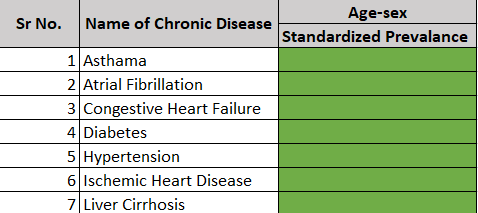 Sr No. Name of Chronic Disease Age-sex
Standardized Prevalance
1 Asthama
2 Atrial Fibrillation
3 Congestive Heart Failure
4 Diabetes
5 Hypertension
6 Ischemic Heart Disease
7 Liver Cirrhosis